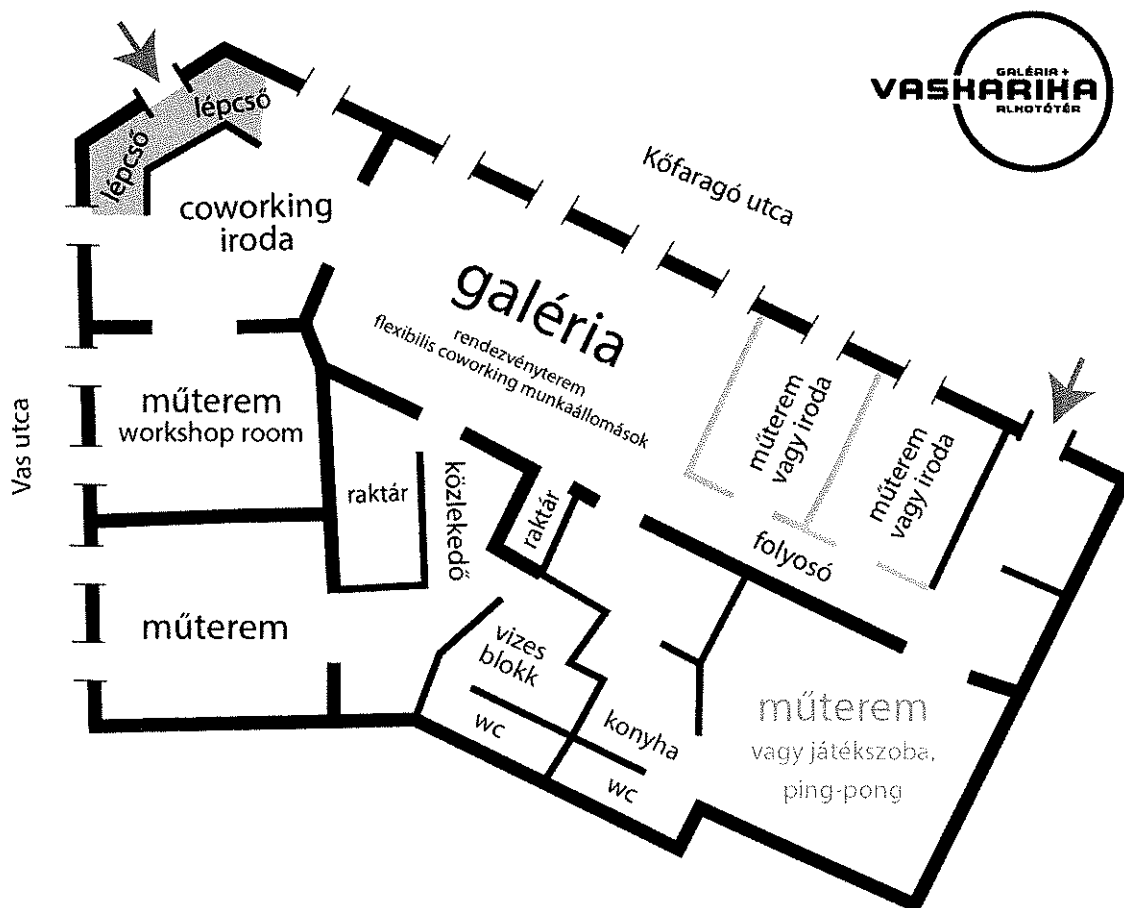 GALÉRIA +
VASKARIKA
ALKOTÓTÉR
lépcső
lépcső
Kőfaragó utca
coworking
iroda
galéria
rendezvényterem
flexibilis coworking munkaállomások
műterem
vagy iroda
műterem
vagy iroda
Vas utca
műterem
workshop room
raktár
közlekedő
raktár
folyosó
műterem
vizes
blokk
wc
konyha
wc
műterem
vagy játékszoba,
ping-pong